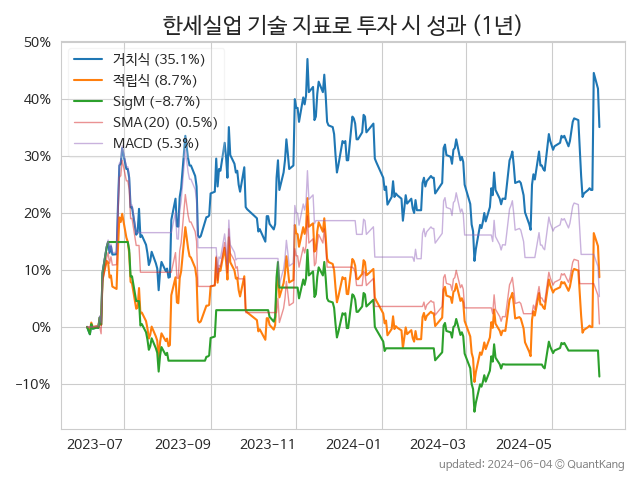 한세실업 기술 지표로 투자 시 성과 (1년)
50%
40%
30%
20%
10%
0%
−10%
거치식 (35.1%)
적립식 (8.7%)
SigM (−8.7%)
SMA(20) (0.5%)
MACD (5.3%)
2023-07
2023-09
2023-11
2024-01
2024-03
2024-05
updated: 2024-06-04 © QuantKang